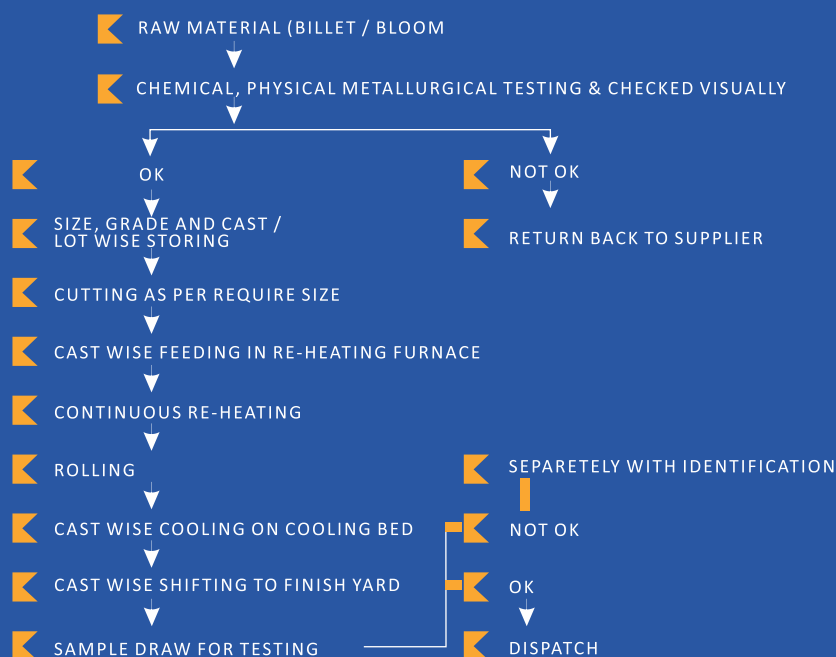 RAW MATERIAL (BILLET / BLOOM
CHEMICAL, PHYSICAL METALLURGICAL TESTING & CHECKED VISUALLY
OK
NOT OK
SIZE, GRADE AND CAST /
LOT WISE STORING
RETURN BACK TO SUPPLIER
CUTTING AS PER REQUIRE SIZE
CAST WISE FEEDING IN RE-HEATING FURNACE
CONTINUOUS RE-HEATING
ROLLING
SEPARETELY WITH IDENTIFICATION
CAST WISE COOLING ON COOLING BED
NOT OK
CAST WISE SHIFTING TO FINISH YARD
OK
SAMPLE DRAW FOR TESTING
DISPATCH